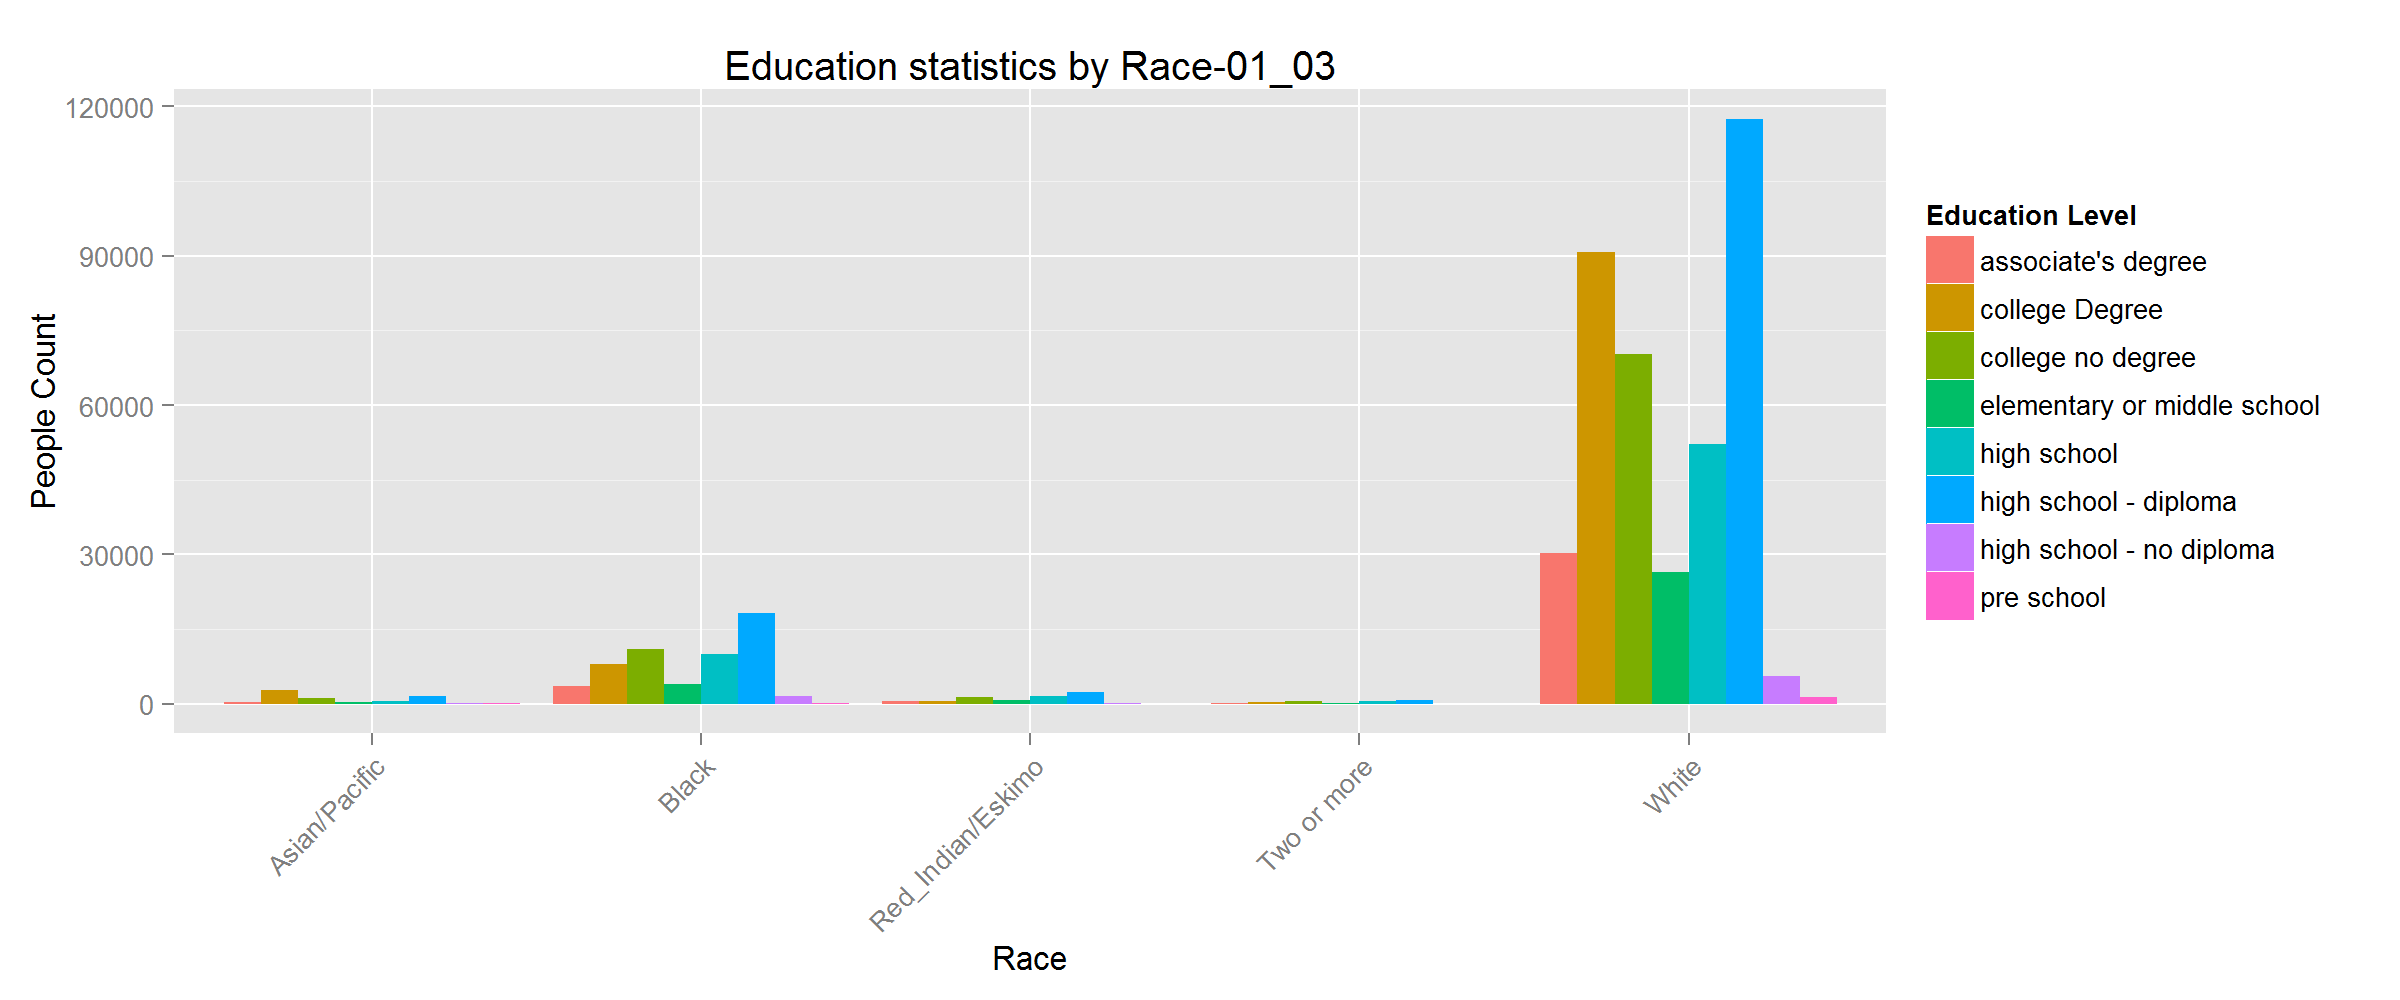 Education statistics by Race-01_03
120000
90000
60000
30000
0
People Count
Asian/Pacific
Black
Red_Indian/Eskimo
Two or more
White
Race
Education Level
associate's degree
college Degree
college no degree
elementary or middle school
high school
high school - diploma
high school - no diploma
pre school